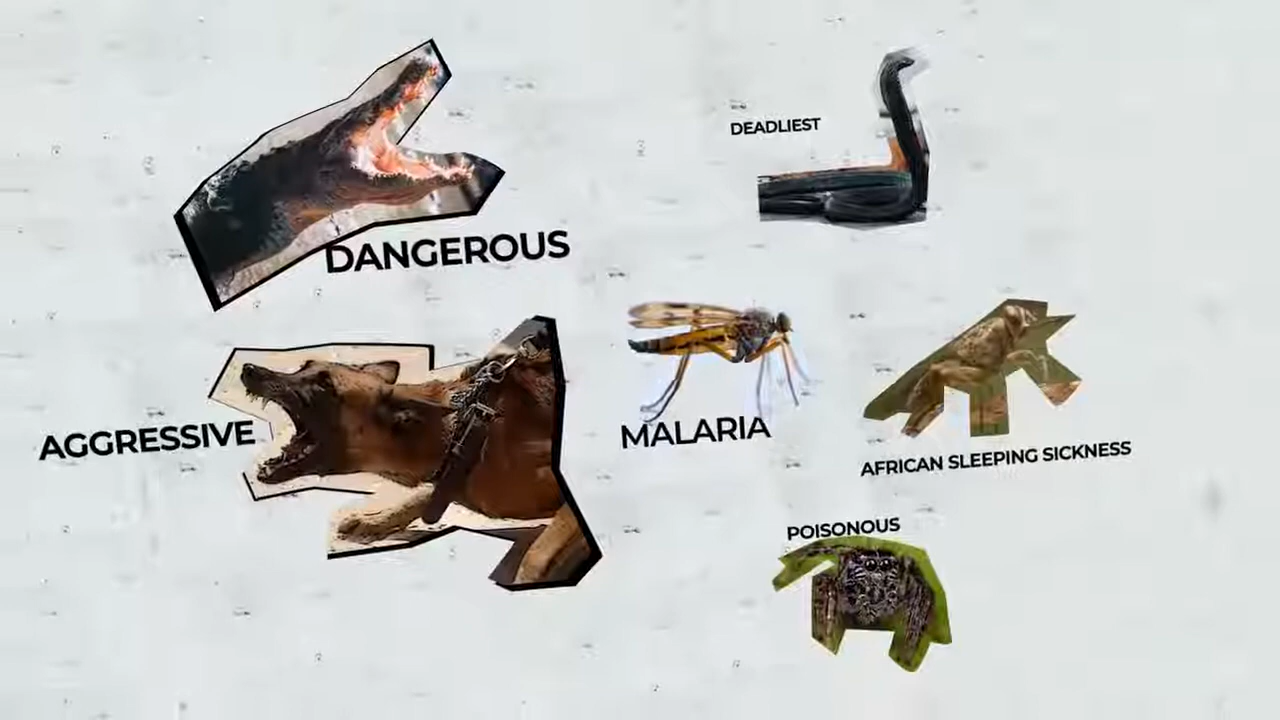 DEADLIEST
DANGEROUS
AGGRESSIVE
MALARIA
AFRICAN SLEEPING SICKNESS
POISONOUS